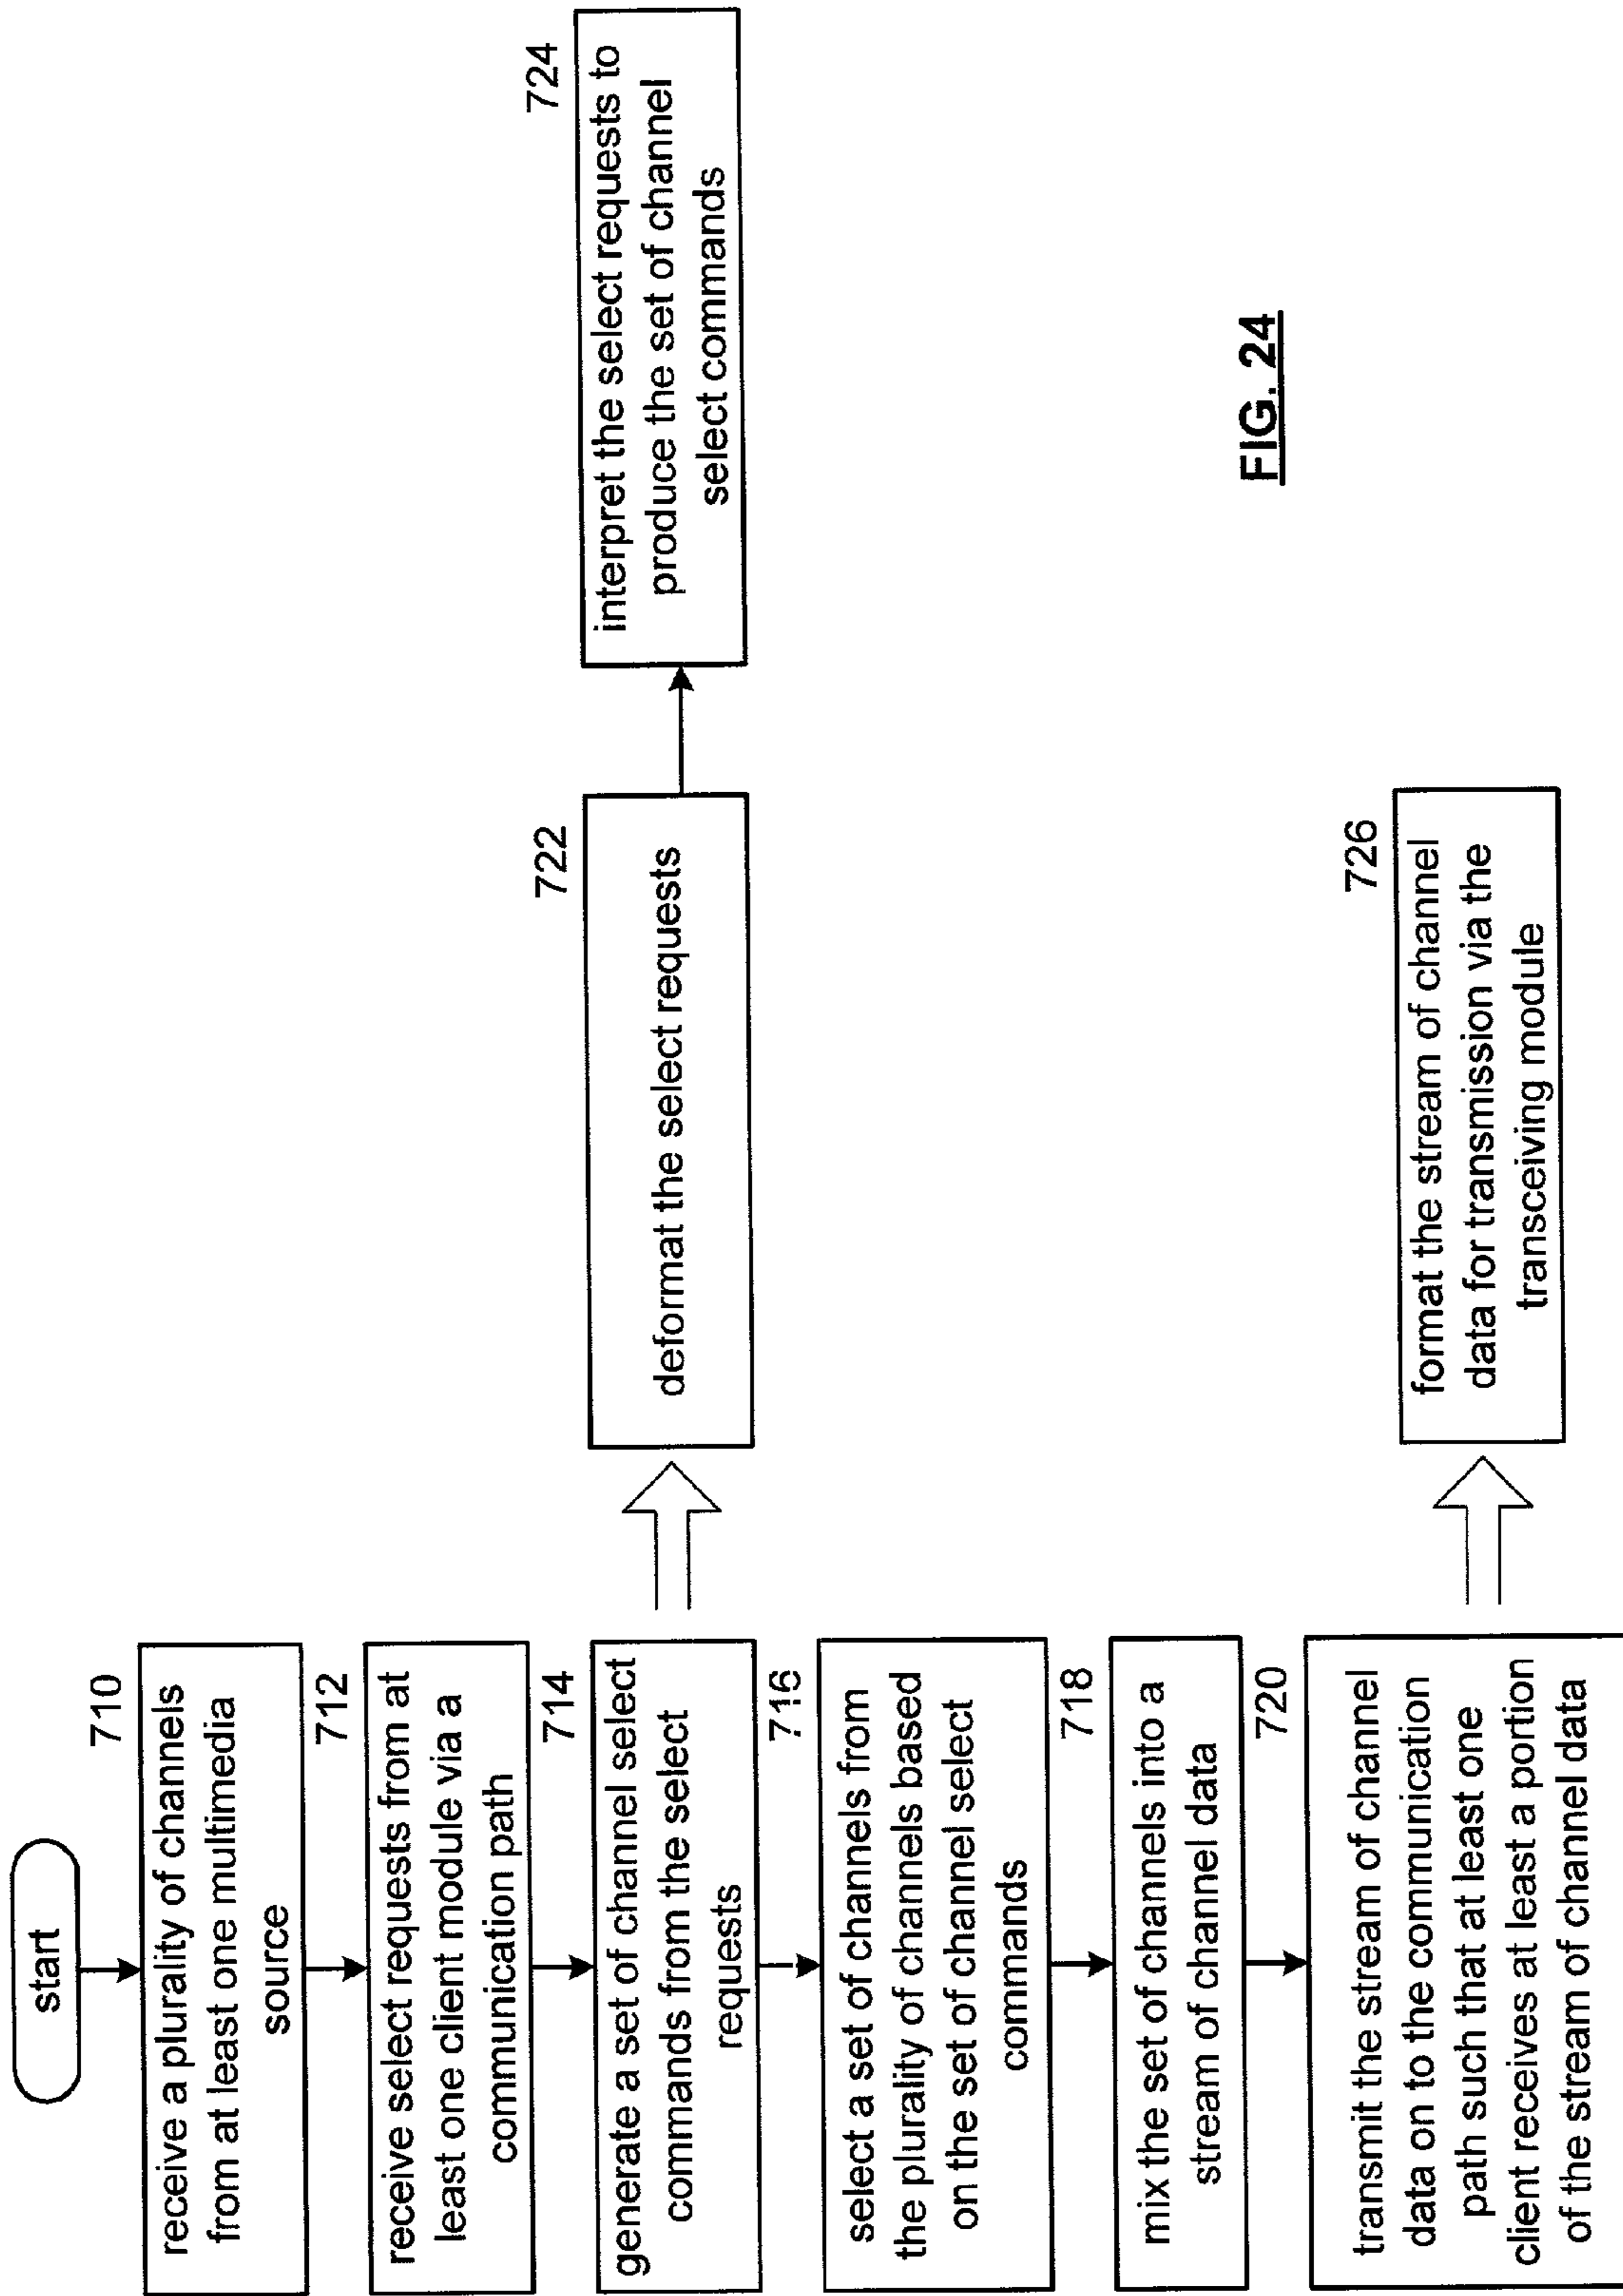 start
710
receive a plurality of channels
from at least one multimedia
source
712
receive select requests from at
least one client module via a
communication path
714
generate a set of channel select
commands from the select
requests
722
deformat the select requests
724
interpret the select requests to
produce the set of channel
select commands
716
select a set of channels from
the plurality of channels based
on the set of channel select
commands
718
mix the set of channels into a
stream of channel data
720
transmit the stream of channel
data on to the communication
path such that at least one
client receives at least a portion
of the stream of channel data
726
format the stream of channel
data for transmission via the
transceiving module
FIG. 24